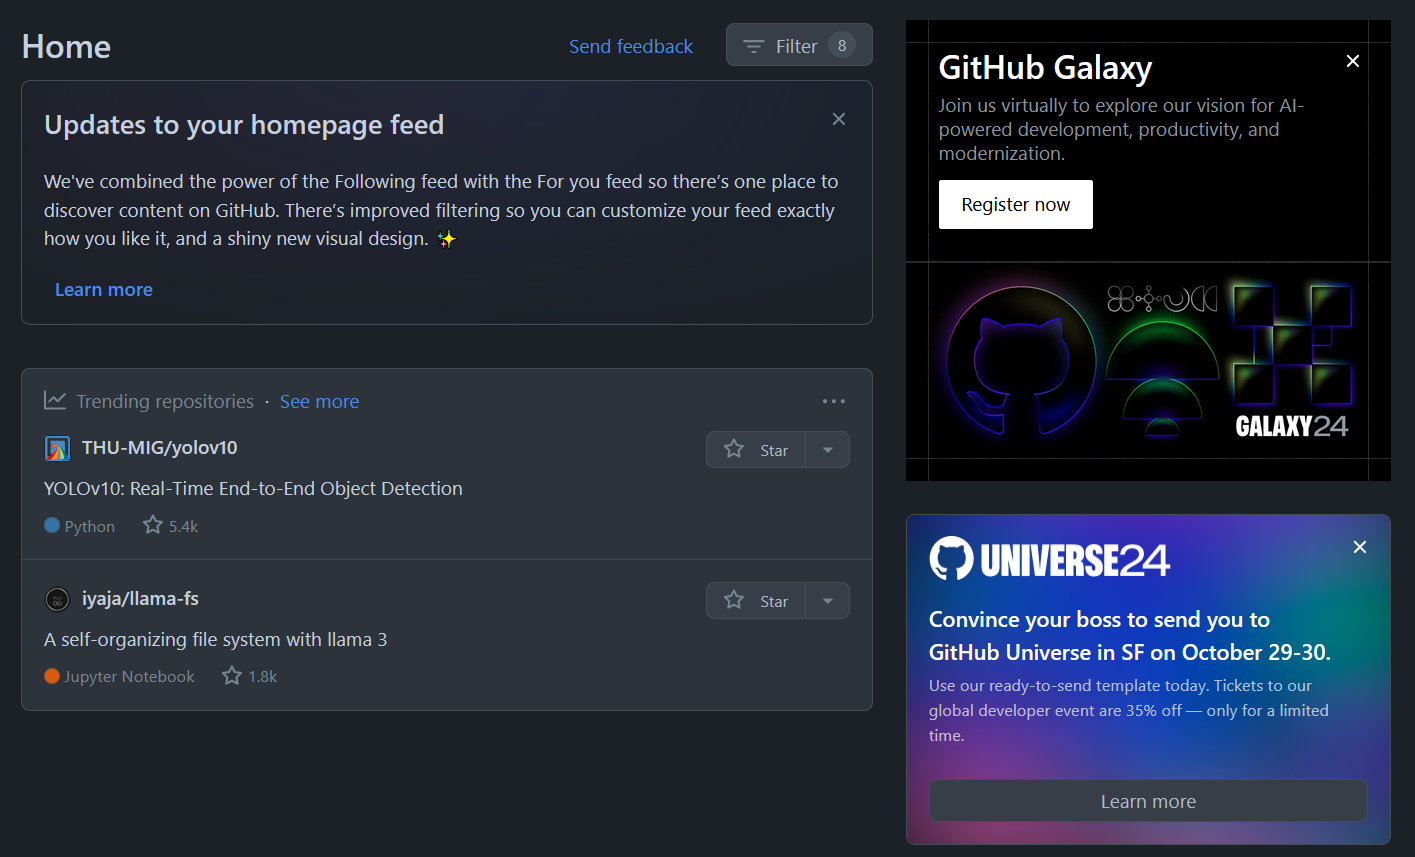 Home
Send feedback
Filter 8
Updates to your homepage feed
We've combined the power of the Following feed with the For you feed so there’s one place to
discover content on GitHub. There’s improved filtering so you can customize your feed exactly
how you like it, and a shiny new visual design. ✨
Learn more
Trending repositories · See more
THU-MIG/yolov10
Star
YOLOv10: Real-Time End-to-End Object Detection
Python 5.4k
iyaja/llama-fs
Star
A self-organizing file system with llama 3
Jupyter Notebook 1.8k
GitHub Galaxy
Join us virtually to explore our vision for AI-
powered development, productivity, and
modernization.
Register now
GALAXY24
UNIVERSE24
Convince your boss to send you to
GitHub Universe in SF on October 29-30.
Use our ready-to-send template today. Tickets to our
global developer event are 35% off — only for a limited
time.
Learn more